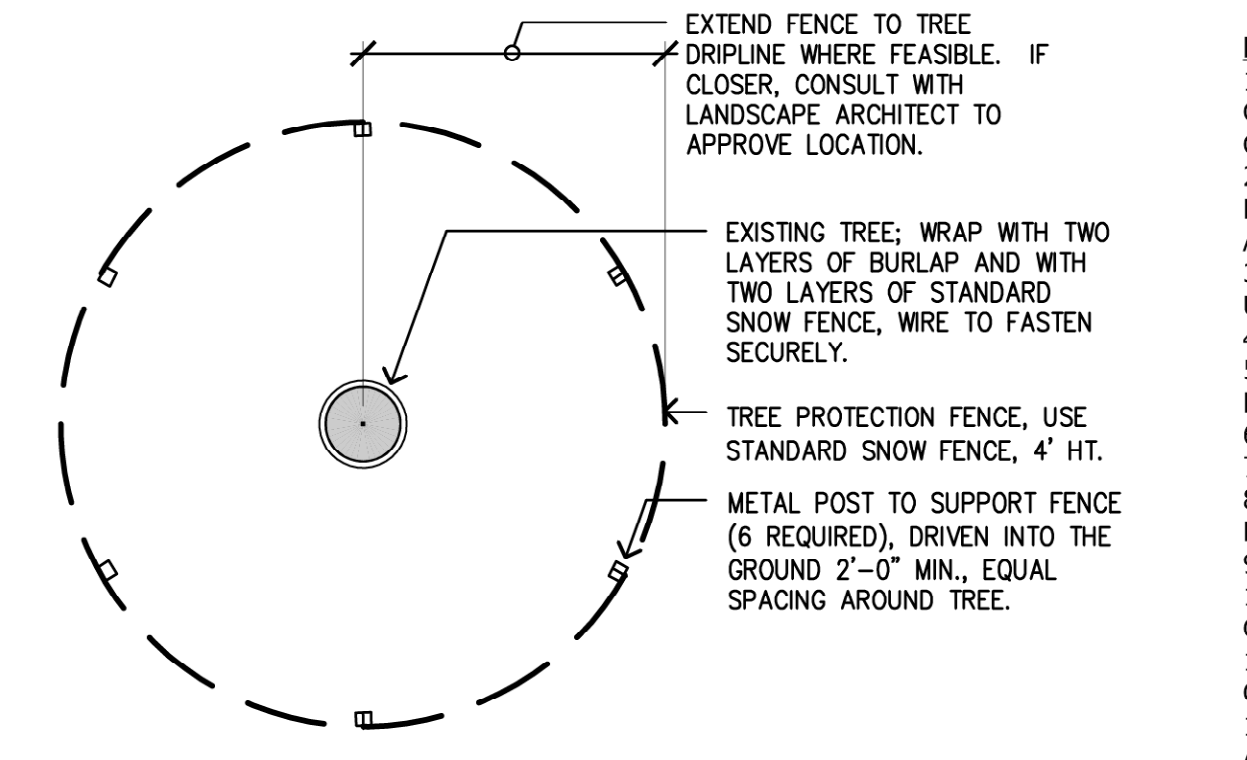 EXTEND FENCE TO TREE
DRIPLINE WHERE FEASIBLE. IF
CLOSER, CONSULT WITH
LANDSCAPE ARCHITECT TO
APPROVE LOCATION.
EXISTING TREE; WRAP WITH TWO
LAYERS OF BURLAP AND WITH
TWO LAYERS OF STANDARD
SNOW FENCE, WIRE TO FASTEN
SECURELY.
TREE PROTECTION FENCE, USE
STANDARD SNOW FENCE, 4' HT.
METAL POST TO SUPPORT FENCE
(6 REQUIRED), DRIVEN INTO THE
GROUND 2'-0" MIN., EQUAL
SPACING AROUND TREE.